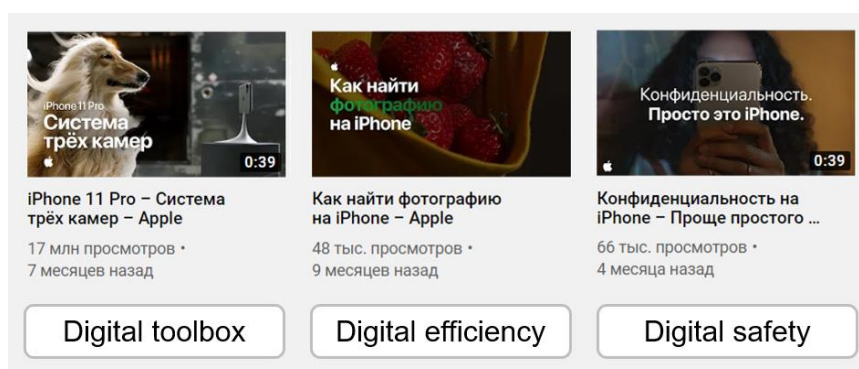 iPhone 11 Pro
Система
трёх камер
0:39
Как найти
фотографию
на iPhone
Конфиденциальность.
Просто это iPhone.
0:39
iPhone 11 Pro – Система
трёх камер – Apple
17 млн просмотров •
7 месяцев назад
Как найти фотографию
на iPhone – Apple
48 тыс. просмотров •
9 месяцев назад
Конфиденциальность на
iPhone – Проще простого ...
66 тыс. просмотров •
4 месяца назад
Digital toolbox
Digital efficiency
Digital safety